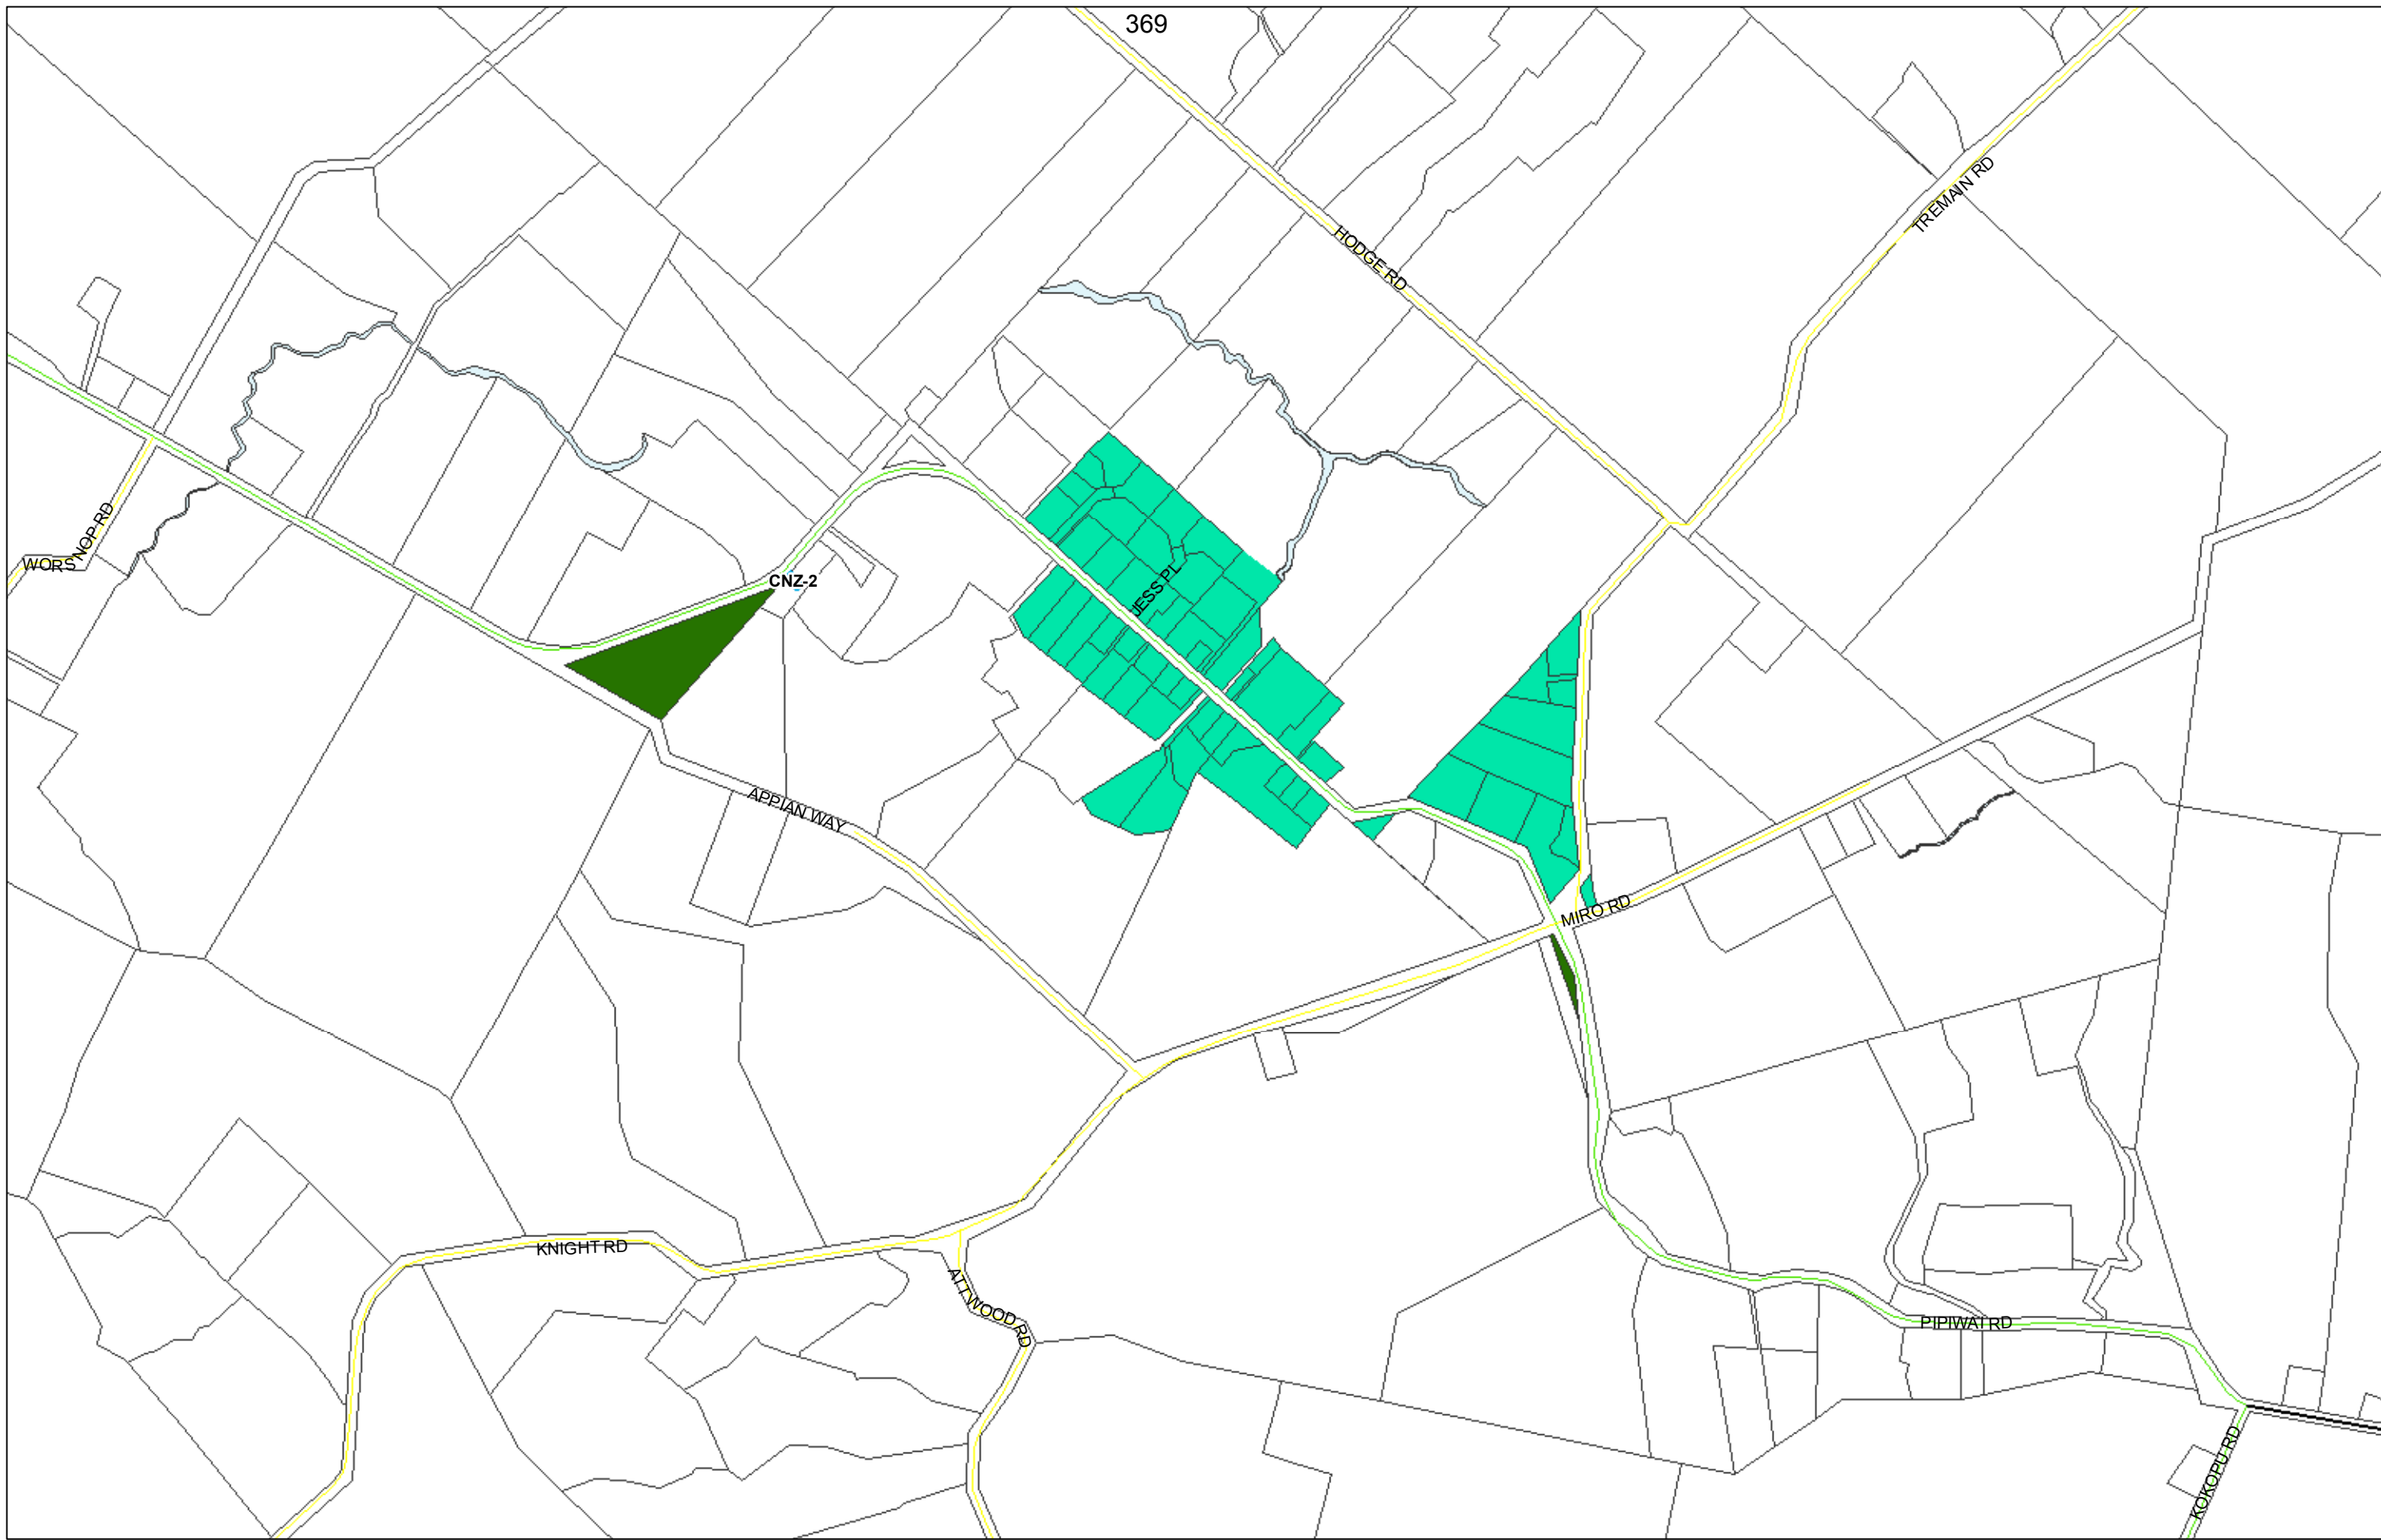 369
TREMAIN RD
HODGE RD
WORSNOP RD
CNZ-2
JESS PL
APPIAN WAY
MIRO RD
KNIGHT RD
ATTWOOD RD
PIPIWAI RD
KOKOPU RD